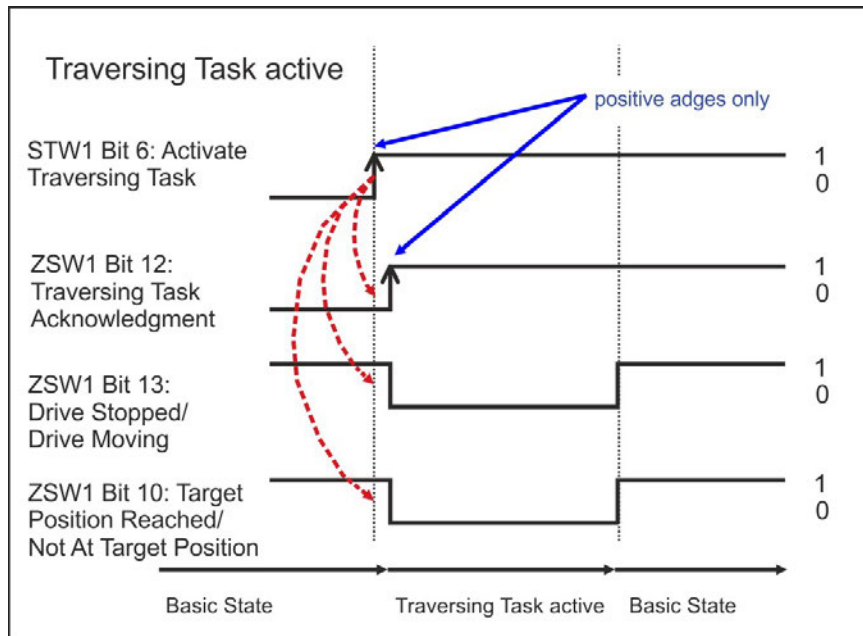 Traversing Task active
positive adges only
STW1 Bit 6: Activate
Traversing Task
1
0
ZSW1 Bit 12:
Traversing Task
Acknowledgment
1
0
ZSW1 Bit 13:
Drive Stopped/
Drive Moving
1
0
ZSW1 Bit 10: Target
Position Reached/
Not At Target Position
1
0
Basic State
Traversing Task active
Basic State